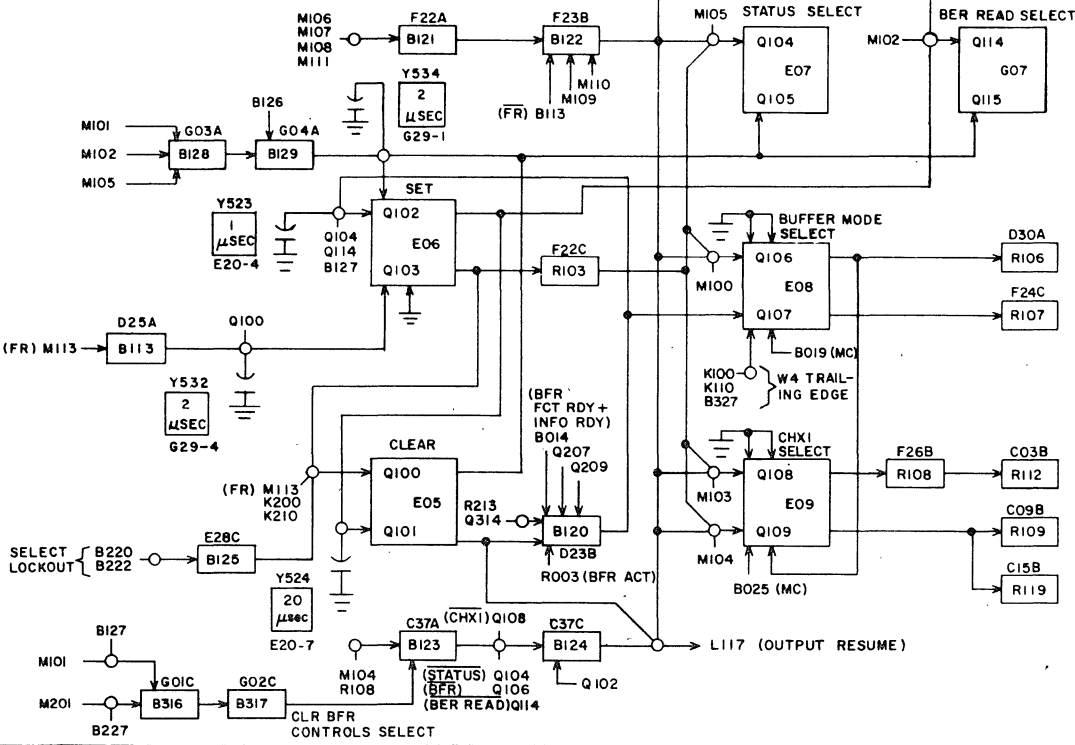 M106
M107
M108
M111
F22A
B121
F23B
B122
(FR) B113
M109
M110
M105
STATUS SELECT
Q104
E07
Q105
BER READ SELECT
M102
Q114
G07
Q115
Y534
2
µSEC
G29-1
B126
M101
M102
M105
G03A
B128
G04A
B129
SET
Q102
E06
Q103
Y523
1
µSEC
E20-4
Q104
Q114
B127
F22C
R103
BUFFER MODE
SELECT
Q106
E08
Q107
M100
D30A
R106
F24C
R107
B019 (MC)
K100
K110
B327
W4 TRAIL-
ING EDGE
(FR) M113
D25A
B113
Q100
Y532
2
µSEC
G29-4
(BFR
FCT RDY +
INFO RDY)
B014
Q207
Q209
CLEAR
Q100
E05
Q101
(FR) M113
K200
K210
R213
Q314
B120
D23B
R003 (BFR ACT)
CHX1
SELECT
Q108
E09
Q109
M103
M104
B025 (MC)
F26B
R108
C03B
R112
C09B
R109
C15B
R119
SELECT
LOCKOUT
B220
B222
E28C
B125
Y524
20
µsec
E20-7
B127
M101
M201
B227
G01C
B316
G02C
B317
CLR BFR
CONTROLS SELECT
M104
R108
C37A
B123
(CHX1) Q108
(STATUS) Q104
(BFR) Q106
(BER READ) Q114
C37C
B124
Q102
L117 (OUTPUT RESUME)